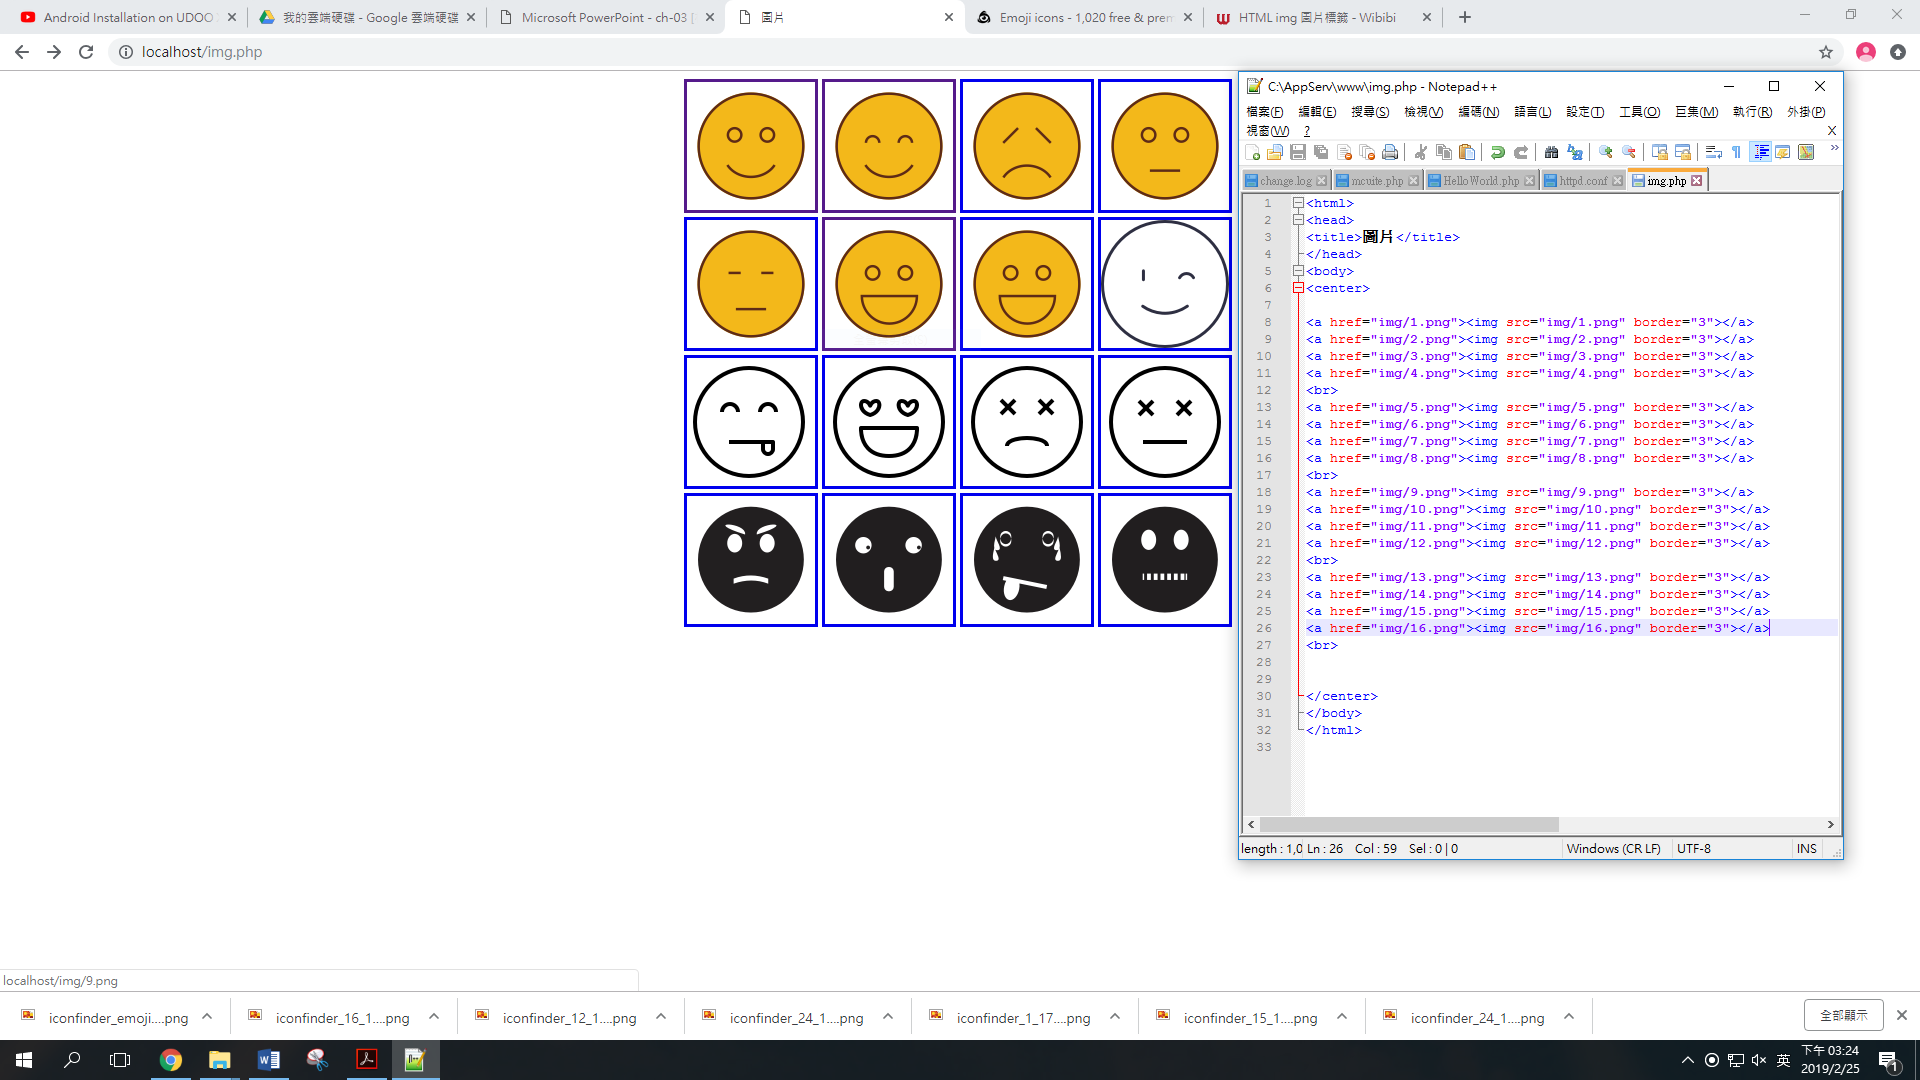 Android Installation on UDOO
我的雲端硬碟 - Google 雲端硬碟
Microsoft PowerPoint - ch-03 [
圖片
Emoji icons - 1,020 free & prem
HTML img 圖片標籤 - Wibibi
localhost/img.php
C:\AppServ\www\img.php - Notepad++
檔案(F) 編輯(E) 搜尋(S) 檢視(V) 編碼(N) 語言(L) 設定(T) 工具(O) 巨集(M) 執行(R) 外掛(P)
視窗(W) ? X
change.log mcuite.php HelloWorld.php httpd.conf img.php
1 <html>
2 <head>
3 <title>圖片</title>
4 </head>
5 <body>
6 <center>
7
8 <a href="img/1.png"><img src="img/1.png" border="3"></a>
9 <a href="img/2.png"><img src="img/2.png" border="3"></a>
10 <a href="img/3.png"><img src="img/3.png" border="3"></a>
11 <a href="img/4.png"><img src="img/4.png" border="3"></a>
12 <br>
13 <a href="img/5.png"><img src="img/5.png" border="3"></a>
14 <a href="img/6.png"><img src="img/6.png" border="3"></a>
15 <a href="img/7.png"><img src="img/7.png" border="3"></a>
16 <a href="img/8.png"><img src="img/8.png" border="3"></a>
17 <br>
18 <a href="img/9.png"><img src="img/9.png" border="3"></a>
19 <a href="img/10.png"><img src="img/10.png" border="3"></a>
20 <a href="img/11.png"><img src="img/11.png" border="3"></a>
21 <a href="img/12.png"><img src="img/12.png" border="3"></a>
22 <br>
23 <a href="img/13.png"><img src="img/13.png" border="3"></a>
24 <a href="img/14.png"><img src="img/14.png" border="3"></a>
25 <a href="img/15.png"><img src="img/15.png" border="3"></a>
26 <a href="img/16.png"><img src="img/16.png" border="3"></a>
27 <br>
28
29
30 </center>
31 </body>
32 </html>
33
length : 1,0 Ln : 26 Col : 59 Sel : 0 | 0 Windows (CR LF) UTF-8 INS
localhost/img/9.png
iconfinder_emoji....png
iconfinder_16_1....png
iconfinder_12_1....png
iconfinder_24_1....png
iconfinder_1_17....png
iconfinder_15_1....png
iconfinder_24_1....png
全部顯示
英
下午 03:24
2019/2/25
1